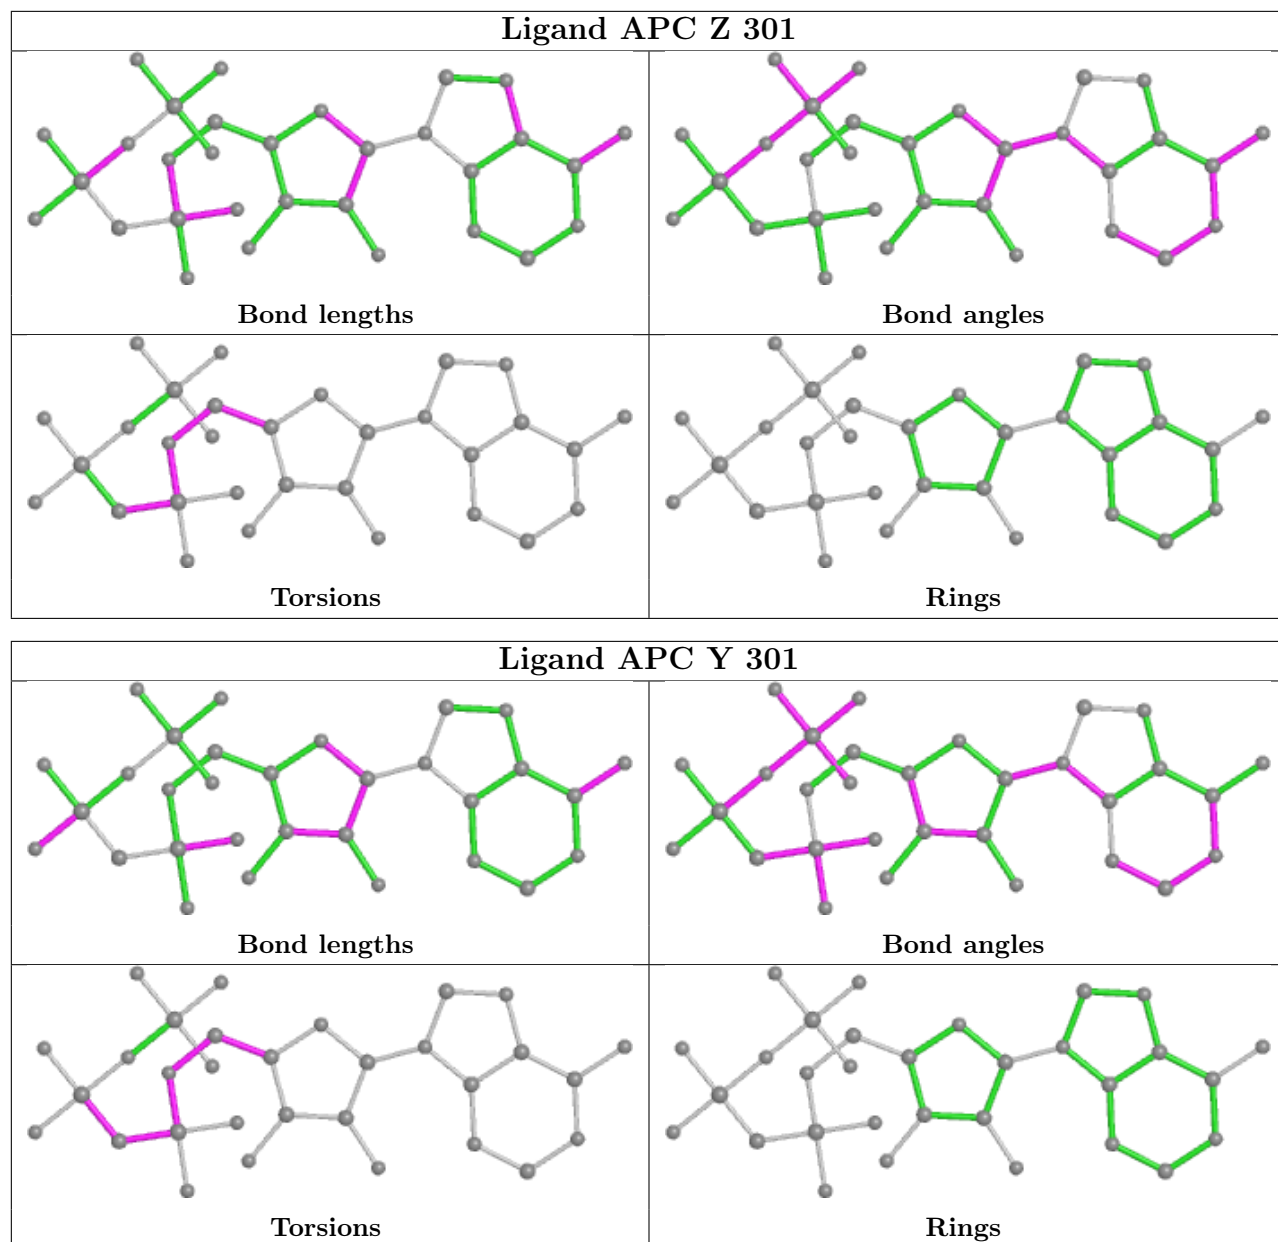 Ligand APC Z 301
Bond lengths
Bond angles
Torsions
Rings
Ligand APC Y 301
Bond lengths
Bond angles
Torsions
Rings